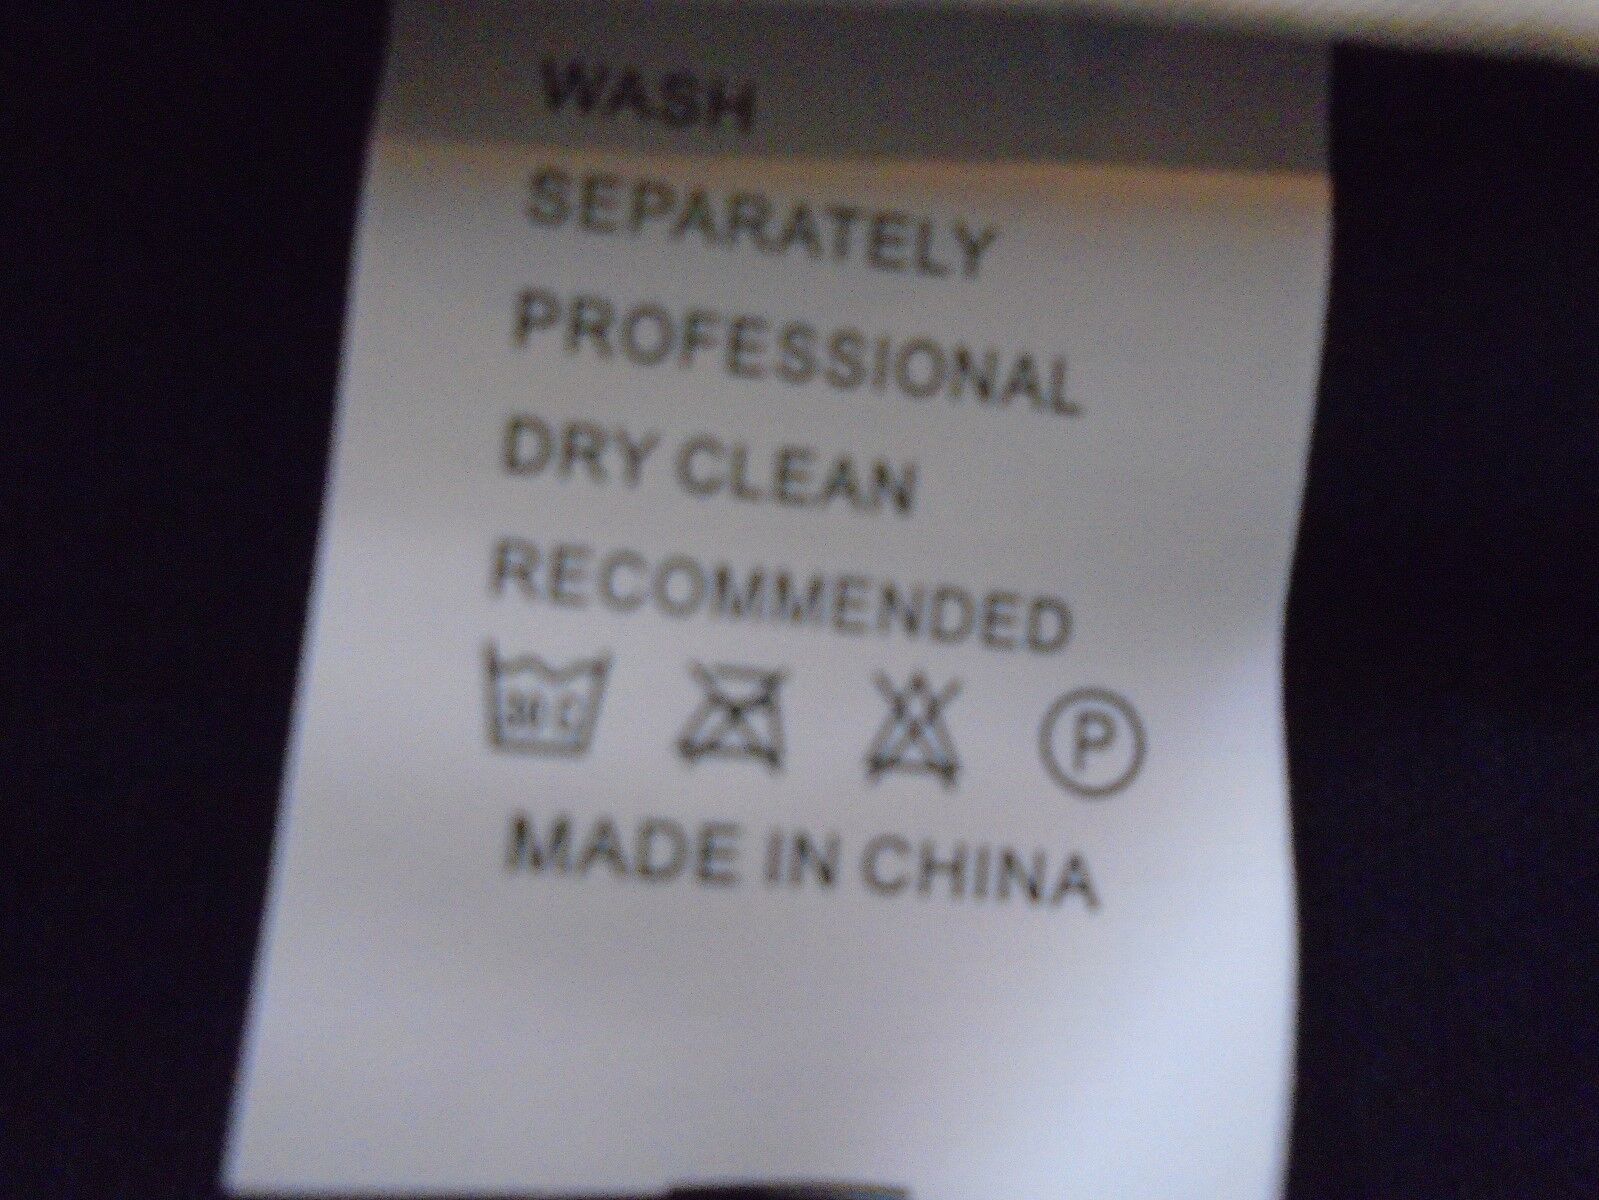 WASH
SEPARATELY
PROFESSIONAL
DRY CLEAN
RECOMMENDED
P
MADE IN CHINA